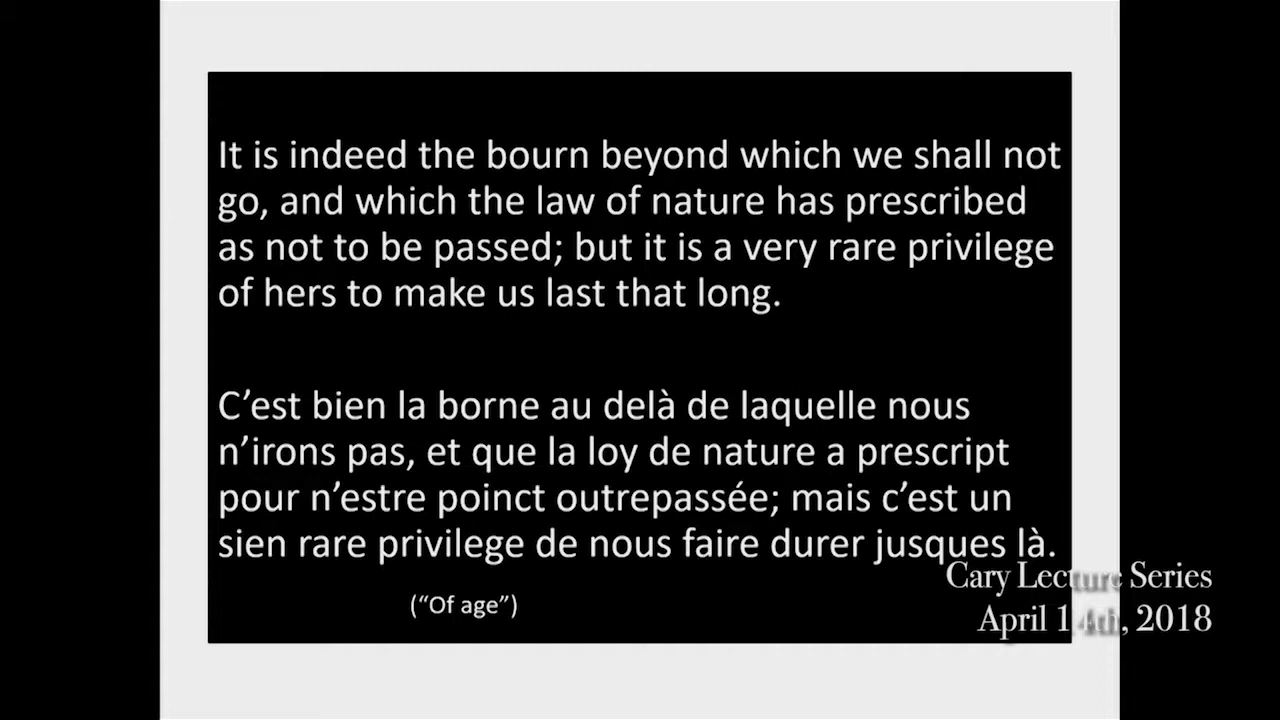 It is indeed the bourn beyond which we shall not
go, and which the law of nature has prescribed
as not to be passed; but it is a very rare privilege
of hers to make us last that long.
C’est bien la borne au delà de laquelle nous
n’irons pas, et que la loy de nature a prescript
pour n’estre poinct outrepassée; mais c’est un
sien rare privilege de nous faire durer jusques là.
(“Of age”)
Cary Lecture Series
April 14th, 2018